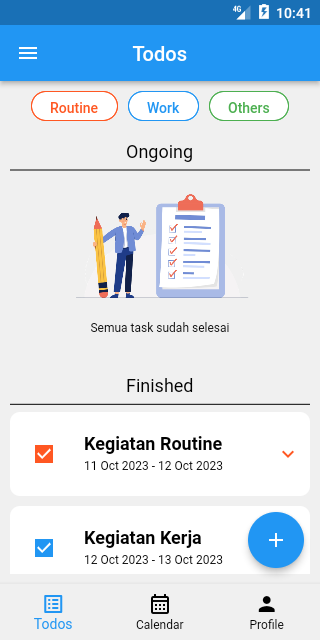 4G 10:41
Todos
Routine Work Others
Ongoing
Semua task sudah selesai
Finished
Kegiatan Routine
11 Oct 2023 - 12 Oct 2023
Kegiatan Kerja
12 Oct 2023 - 13 Oct 2023
Todos Calendar Profile